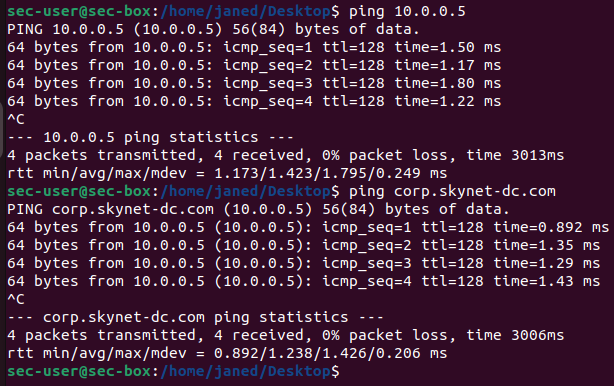 sec-user@sec-box:/home/janed/Desktop$ ping 10.0.0.5
PING 10.0.0.5 (10.0.0.5) 56(84) bytes of data.
64 bytes from 10.0.0.5: icmp_seq=1 ttl=128 time=1.50 ms
64 bytes from 10.0.0.5: icmp_seq=2 ttl=128 time=1.17 ms
64 bytes from 10.0.0.5: icmp_seq=3 ttl=128 time=1.80 ms
64 bytes from 10.0.0.5: icmp_seq=4 ttl=128 time=1.22 ms
^C
--- 10.0.0.5 ping statistics ---
4 packets transmitted, 4 received, 0% packet loss, time 3013ms
rtt min/avg/max/mdev = 1.173/1.423/1.795/0.249 ms
sec-user@sec-box:/home/janed/Desktop$ ping corp.skynet-dc.com
PING corp.skynet-dc.com (10.0.0.5) 56(84) bytes of data.
64 bytes from 10.0.0.5 (10.0.0.5): icmp_seq=1 ttl=128 time=0.892 ms
64 bytes from 10.0.0.5 (10.0.0.5): icmp_seq=2 ttl=128 time=1.35 ms
64 bytes from 10.0.0.5 (10.0.0.5): icmp_seq=3 ttl=128 time=1.29 ms
64 bytes from 10.0.0.5 (10.0.0.5): icmp_seq=4 ttl=128 time=1.43 ms
^C
--- corp.skynet-dc.com ping statistics ---
4 packets transmitted, 4 received, 0% packet loss, time 3006ms
rtt min/avg/max/mdev = 0.892/1.238/1.426/0.206 ms
sec-user@sec-box:/home/janed/Desktop$